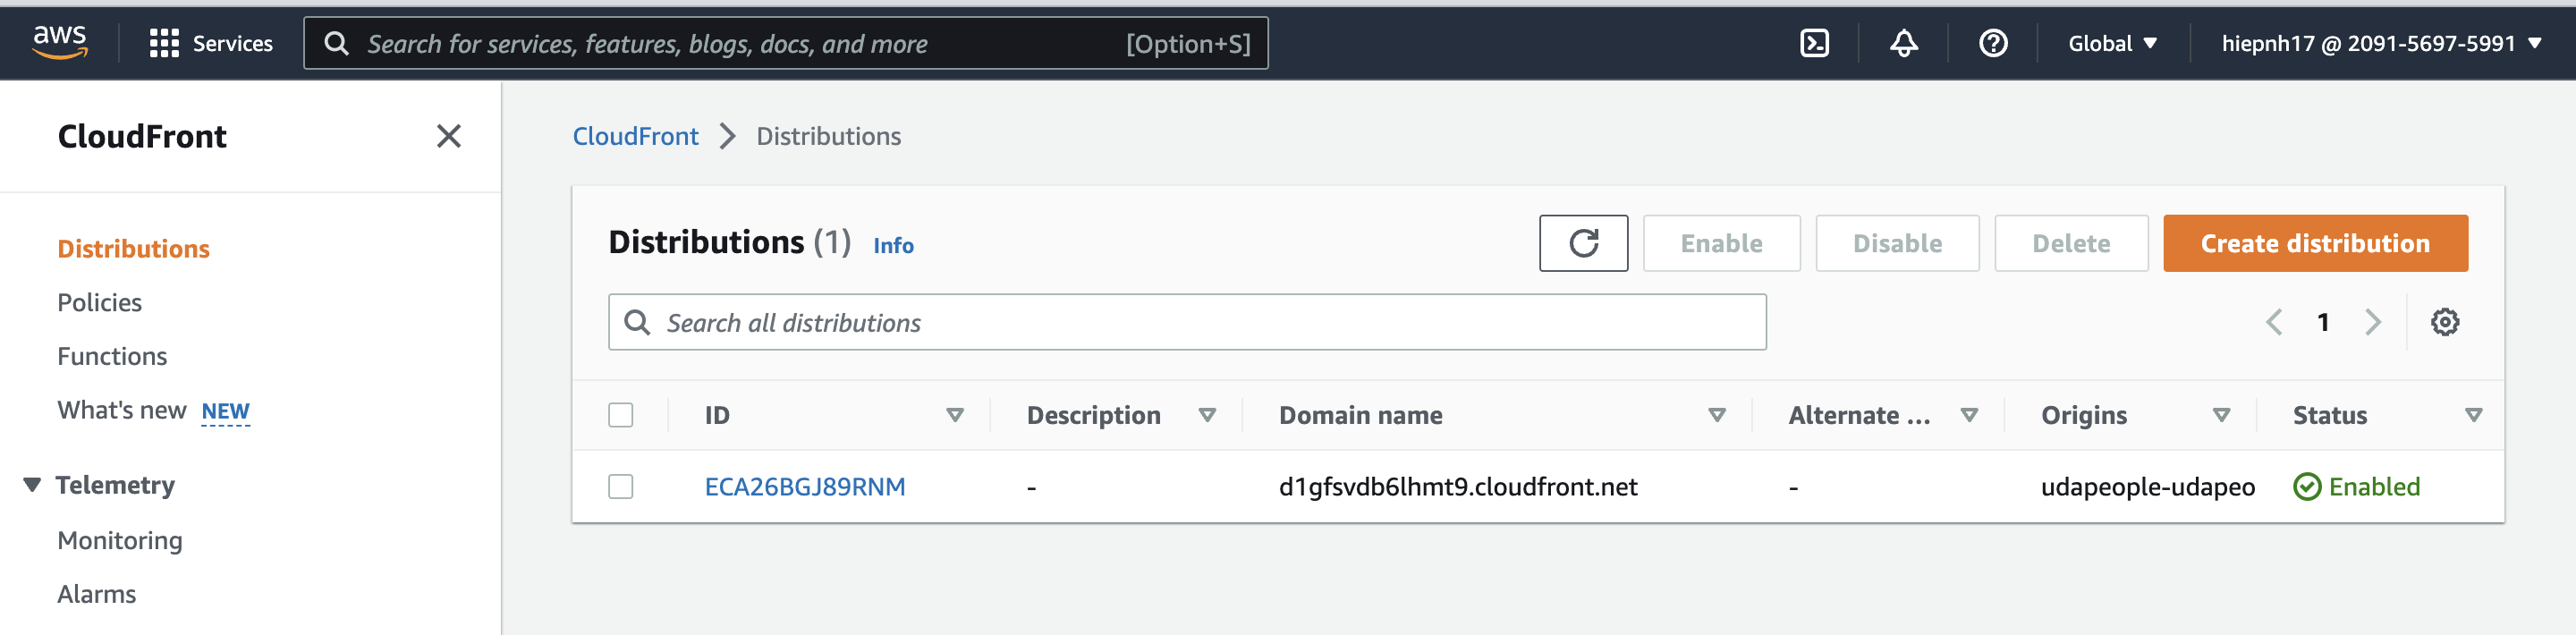 aws
Services
Search for services, features, blogs, docs, and more [Option+S]
Global
hiepnh17 @ 2091-5697-5991
CloudFront
Distributions
Policies
Functions
What's new NEW
Telemetry
Monitoring
Alarms
CloudFront Distributions
Distributions (1) Info
Enable Disable Delete Create distribution
Search all distributions
1
ID Description Domain name Alternate ... Origins Status
ECA26BGJ89RNM - d1gfsvdb6lhmt9.cloudfront.net - udapeople-udapeo Enabled